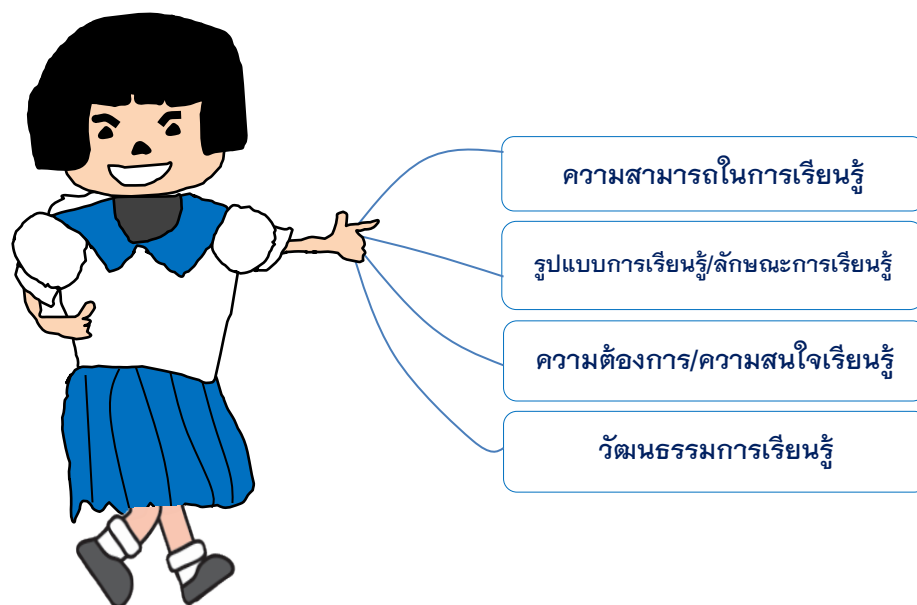 ความสามารถในการเรียนรู้
รูปแบบการเรียนรู้/ลักษณะการเรียนรู้
ความต้องการ/ความสนใจเรียนรู้
วัฒนธรรมการเรียนรู้